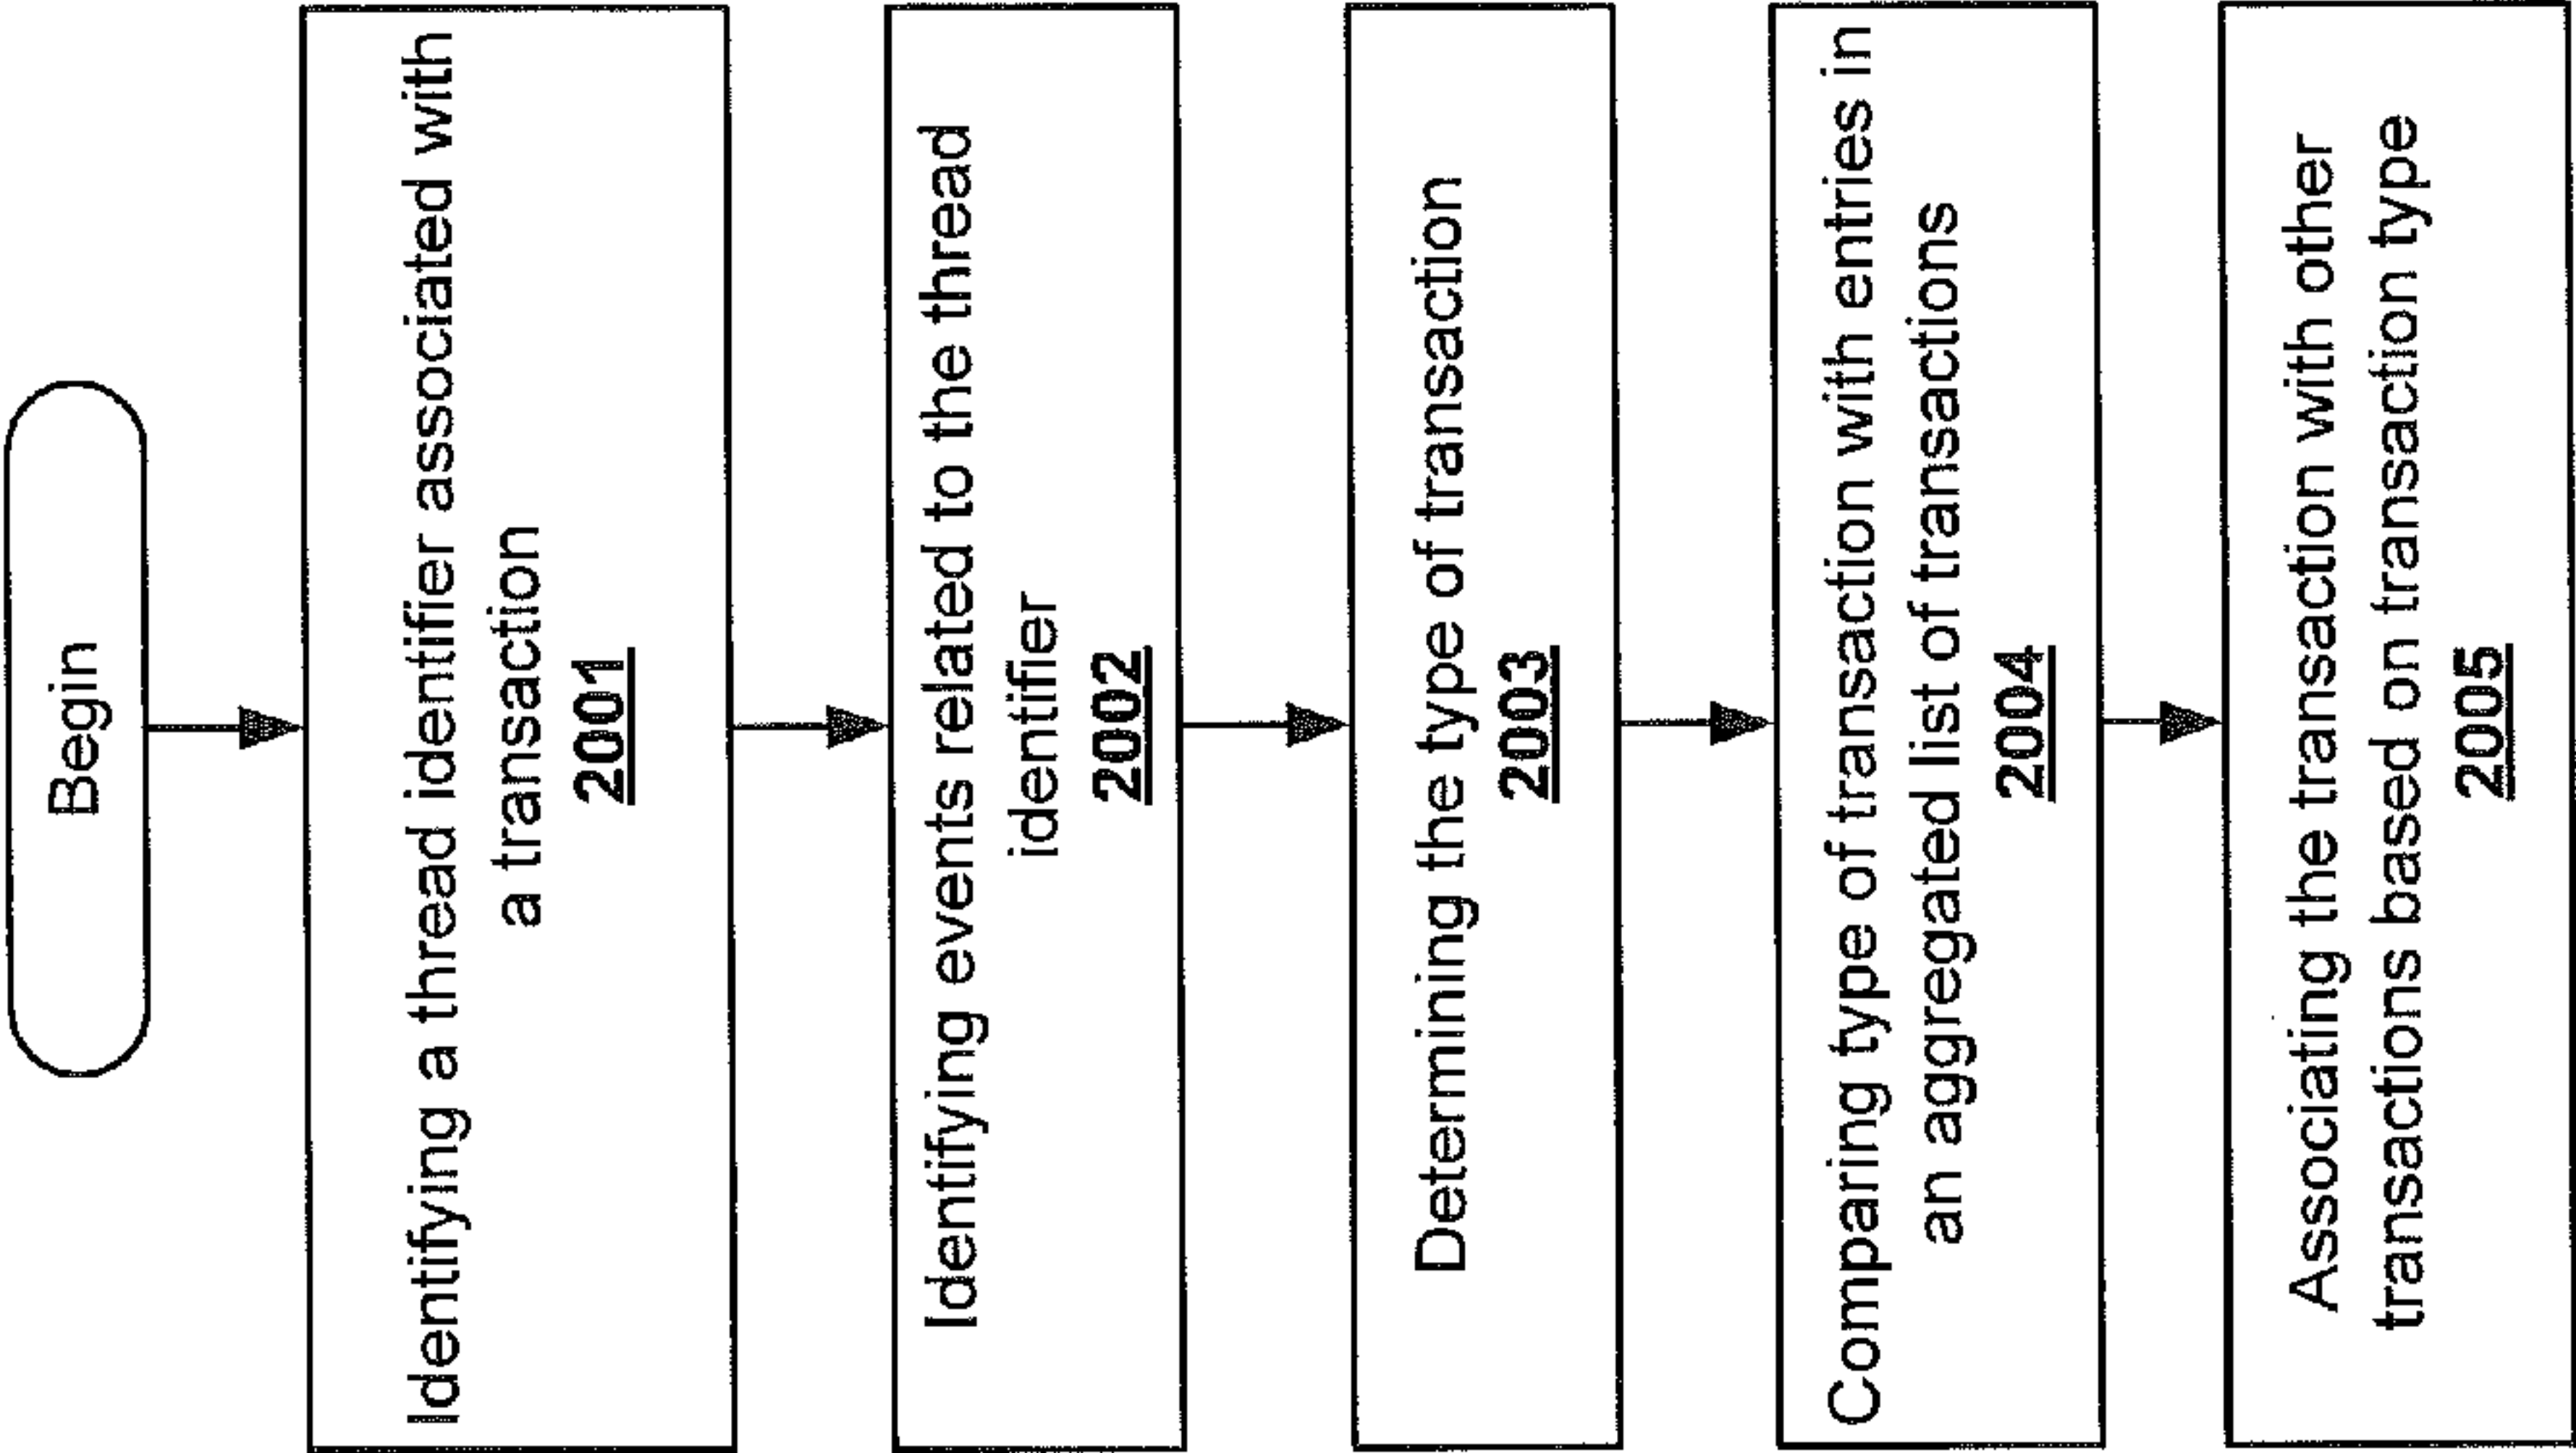 Begin
Identifying a thread identifier associated with
a transaction
2001
Identifying events related to the thread
identifier
2002
Determining the type of transaction
2003
Comparing type of transaction with entries in
an aggregated list of transactions
2004
Associating the transaction with other
transactions based on transaction type
2005